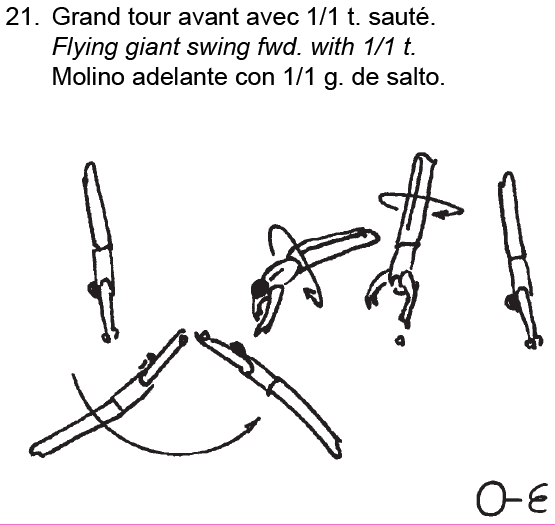 21. Grand tour avant avec 1/1 t. sauté.
Flying giant swing fwd. with 1/1 t.
Molino adelante con 1/1 g. de salto.
O-E